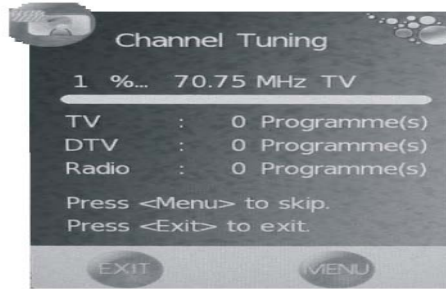 Channel Tuning
1 %... 70.75 MHz TV
TV : 0 Programme(s)
DTV : 0 Programme(s)
Radio : 0 Programme(s)
Press <Menu> to skip.
Press <Exit> to exit.
EXIT MENU